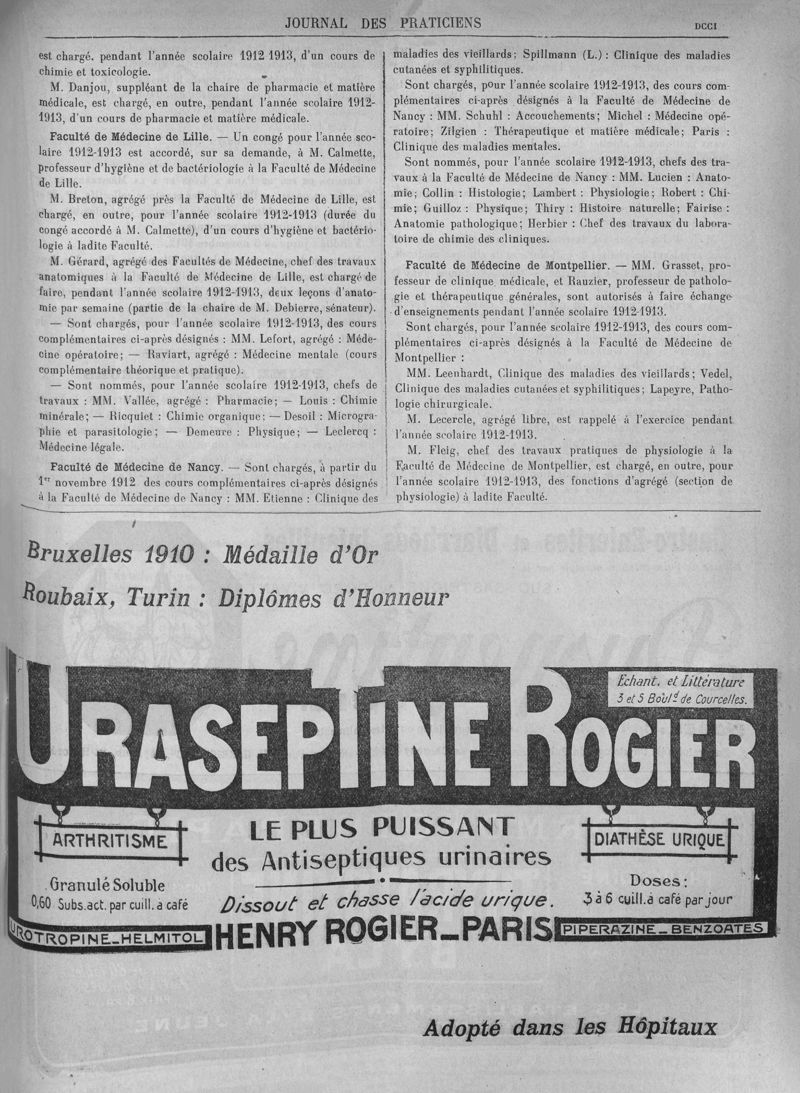 JOURNAL DES PRATICIENS
DCCI
est chargé, pendant l'année scolaire 1912 1913, d'un cours de
chimie et toxicologie.
M. Danjou, suppléant de la chaire de pharmacie et matière
médicale, est chargé, en outre, pendant l'année scolaire 1912-
1913, d'un cours de pharmacie et matière médicale.
Faculté de Médecine de Lille. — Un congé pour l'année sco-
laire 1912-1913 est accordé, sur sa demande, à M. Calmette,
professeur d'hygiène et de bactériologie à la Faculté de Médecine
de Lille.
M. Breton, agrégé près la Faculté de Médecine de Lille, est
chargé, en outre, pour l'année scolaire 1912-1913 (durée du
congé accordé à M. Calmette), d'un cours d'hygiène et bactério-
logie à ladite Faculté.
M. Gérard, agrégé des Facultés de Médecine, chef des travaux
anatomiques à la Faculté de Médecine de Lille, est chargé de
faire, pendant l'année scolaire 1912-1913, deux leçons d'anato-
mie par semaine (partie de la chaire de M. Debierre, sénateur).
— Sont chargés, pour l'année scolaire 1912-1913, des cours
complémentaires ci-après désignés : MM. Lefort, agrégé : Méde-
cine opératoire; — Raviart, agrégé : Médecine mentale (cours
complémentaire théorique et pratique).
— Sont nommés, pour l'année scolaire 1912-1913, chefs de
travaux : MM. Vallée, agrégé : Pharmacie; — Louis : Chimie
minérale; — Ricquiet : Chimie organique; — Desoil : Microgra-
phie et parasitologie; — Demeure : Physique; — Leclercq :
Médecine légale.
Faculté de Médecine de Nancy. — Sont chargés, à partir du
1er novembre 1912 des cours complémentaires ci-après désignés
à la Faculté de Médecine de Nancy : MM. Etienne : Clinique des
maladies des vieillards; Spillmann (L.) : Clinique des maladies
cutanées et syphilitiques.
Sont chargés, pour l'année scolaire 1912-1913, des cours com-
plémentaires ci-après désignés à la Faculté de Médecine de
Nancy : MM. Schuhl : Accouchements; Michel : Médecine opé-
ratoire; Zilgien : Thérapeutique et matière médicale; Paris :
Clinique des maladies mentales.
Sont nommés, pour l'année scolaire 1912-1913, chefs des tra-
vaux à la Faculté de Médecine de Nancy : MM. Lucien : Anato-
mie; Collin : Histologie; Lambert : Physiologie; Robert : Chi-
mie; Guilloz : Physique; Thiry : Histoire naturelle; Fairise :
Anatomie pathologique; Herbier : Chef des travaux du labora-
toire de chimie des cliniques.
Faculté de Médecine de Montpellier. — MM. Grasset, pro-
fesseur de clinique médicale, et Rauzier, professeur de patholo-
gie et thérapeutique générales, sont autorisés à faire échange
d'enseignements pendant l'année scolaire 1912-1913.
Sont chargés, pour l'année scolaire 1912-1913, des cours com-
plémentaires ci-après désignés à la Faculté de Médecine de
Montpellier :
MM. Leenhardt, Clinique des maladies des vieillards; Vedel,
Clinique des maladies cutanées et syphilitiques; Lapeyre, Patho-
logie chirurgicale.
M. Lecercle, agrégé libre, est rappelé à l'exercice pendant
l'année scolaire 1912-1913.
M. Fleig, chef des travaux pratiques de physiologie à la
Faculté de Médecine de Montpellier, est chargé, en outre, pour
l'année scolaire 1912-1913, des fonctions d'agrégé (section de
physiologie) à ladite Faculté.
Bruxelles 1910 : Médaille d'Or
Roubaix, Turin : Diplômes d'Honneur
Échant. et Littérature
3 et 5 Boul.d de Courcelles.
URASEPTINE ROGIER
ARTHRITISME
LE PLUS PUISSANT
des Antiseptiques urinaires
DIATHÈSE URIQUE
Granulé Soluble
0,60 Subs. act. par cuill. a café
Dissout et chasse l'acide urique.
Doses :
3 à 6 cuill. à café par jour
UROTROPINE_HELMITOL
HENRY ROGIER_PARIS
PIPERAZINE_BENZOATES
Adopté dans les Hôpitaux